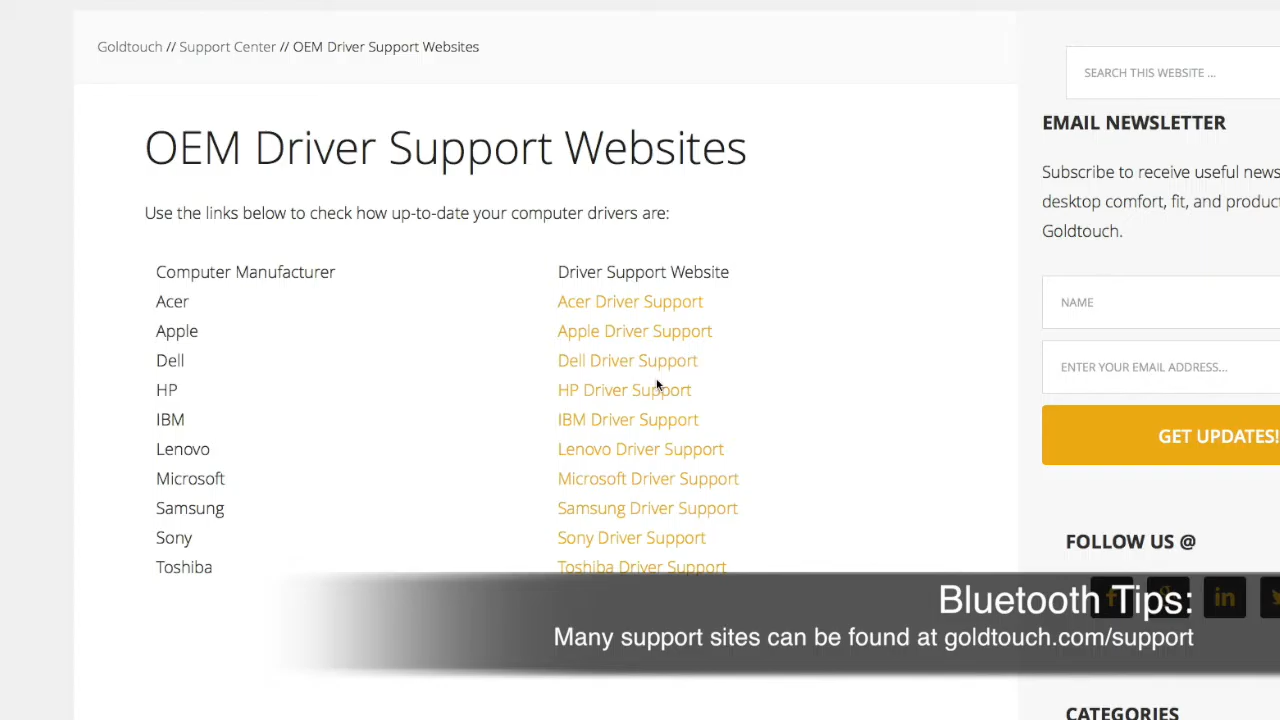 Goldtouch // Support Center // OEM Driver Support Websites
OEM Driver Support Websites
Use the links below to check how up-to-date your computer drivers are:
Computer Manufacturer Driver Support Website
Acer Acer Driver Support
Apple Apple Driver Support
Dell Dell Driver Support
HP HP Driver Support
IBM IBM Driver Support
Lenovo Lenovo Driver Support
Microsoft Microsoft Driver Support
Samsung Samsung Driver Support
Sony Sony Driver Support
Toshiba Toshiba Driver Support
SEARCH THIS WEBSITE ...
EMAIL NEWSLETTER
Subscribe to receive useful news
desktop comfort, fit, and product
Goldtouch.
NAME
ENTER YOUR EMAIL ADDRESS...
GET UPDATES!
FOLLOW US @
Bluetooth Tips:
Many support sites can be found at goldtouch.com/support
CATEGORIES